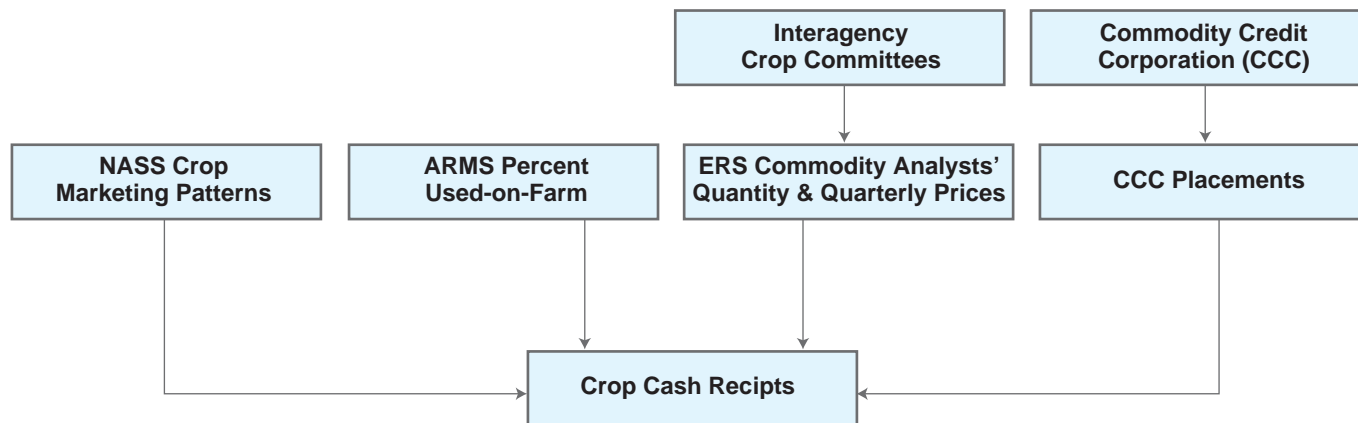 Interagency
Crop Committees
Commodity Credit
Corporation (CCC)
NASS Crop
Marketing Patterns
ARMS Percent
Used-on-Farm
ERS Commodity Analysts’
Quantity & Quarterly Prices
CCC Placements
Crop Cash Recipts